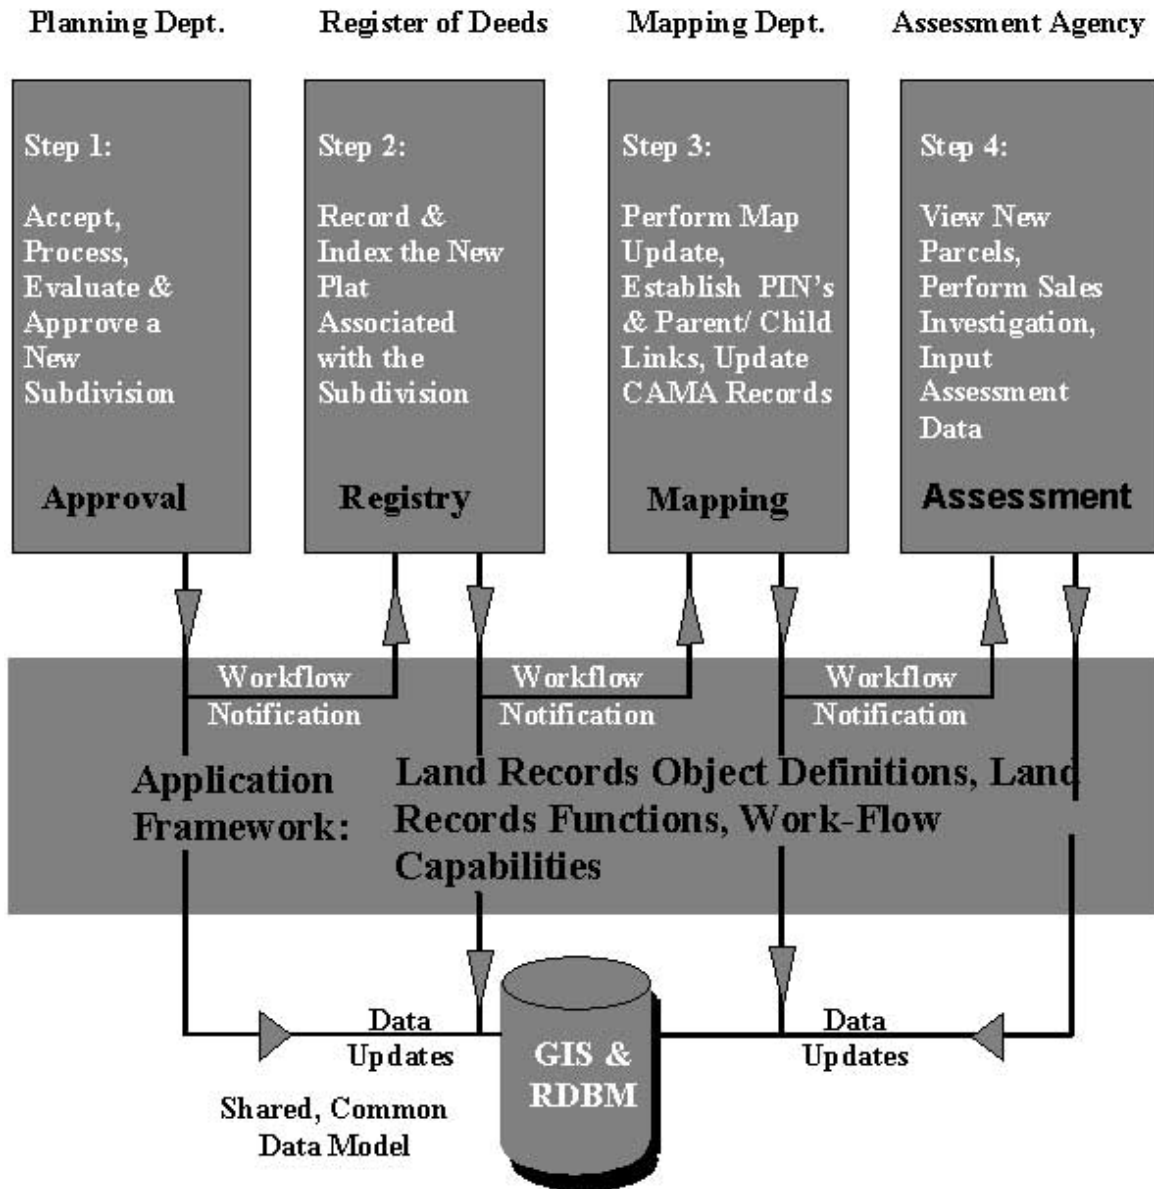 Planning Dept.
Register of Deeds
Mapping Dept.
Assessment Agency
Step 1:
Accept,
Process,
Evaluate &
Approve a
New
Subdivision
Approval
Step 2:
Record &
Index the New
Plat
Associated
with the
Subdivision
Registry
Step 3:
Perform Map
Update,
Establish PIN's
& Parent/ Child
Links, Update
CAMA Records
Mapping
Step 4:
View New
Parcels,
Perform Sales
Investigation,
Input
Assessment
Data
Assessment
Workflow
Notification
Workflow
Notification
Workflow
Notification
Application
Framework:
Land Records Object Definitions, Land
Records Functions, Work-Flow
Capabilities
Data
Updates
GIS &
RDBM
Data
Updates
Shared, Common
Data Model